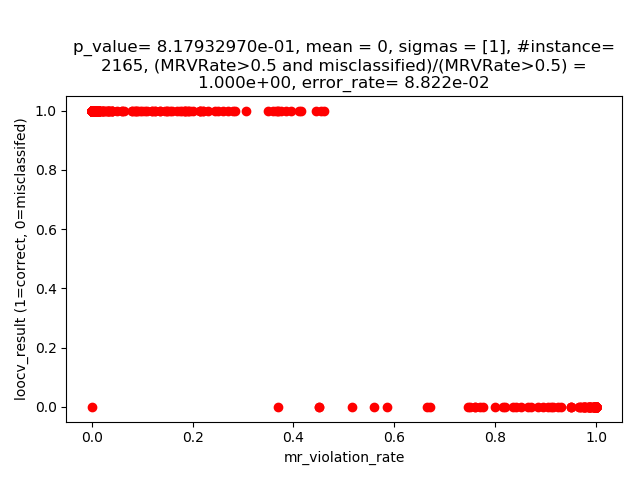 p_value= 8.17932970e-01, mean = 0, sigmas = [1], #instance=
2165, (MRVRate>0.5 and misclassified)/(MRVRate>0.5) =
1.000e+00, error_rate= 8.822e-02
loocv_result (1=correct, 0=misclassifed)
1.0
0.8
0.6
0.4
0.2
0.0
0.0 0.2 0.4 0.6 0.8 1.0
mr_violation_rate